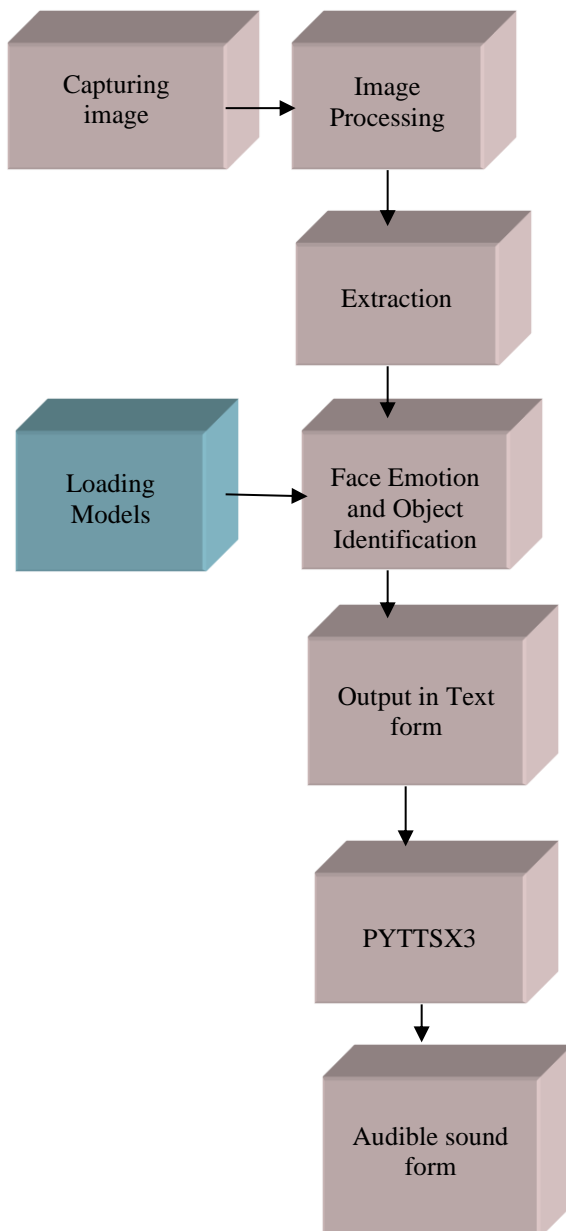 Capturing
image
Image
Processing
Extraction
Loading
Models
Face Emotion
and Object
Identification
Output in Text
form
PYTTSX3
Audible sound
form